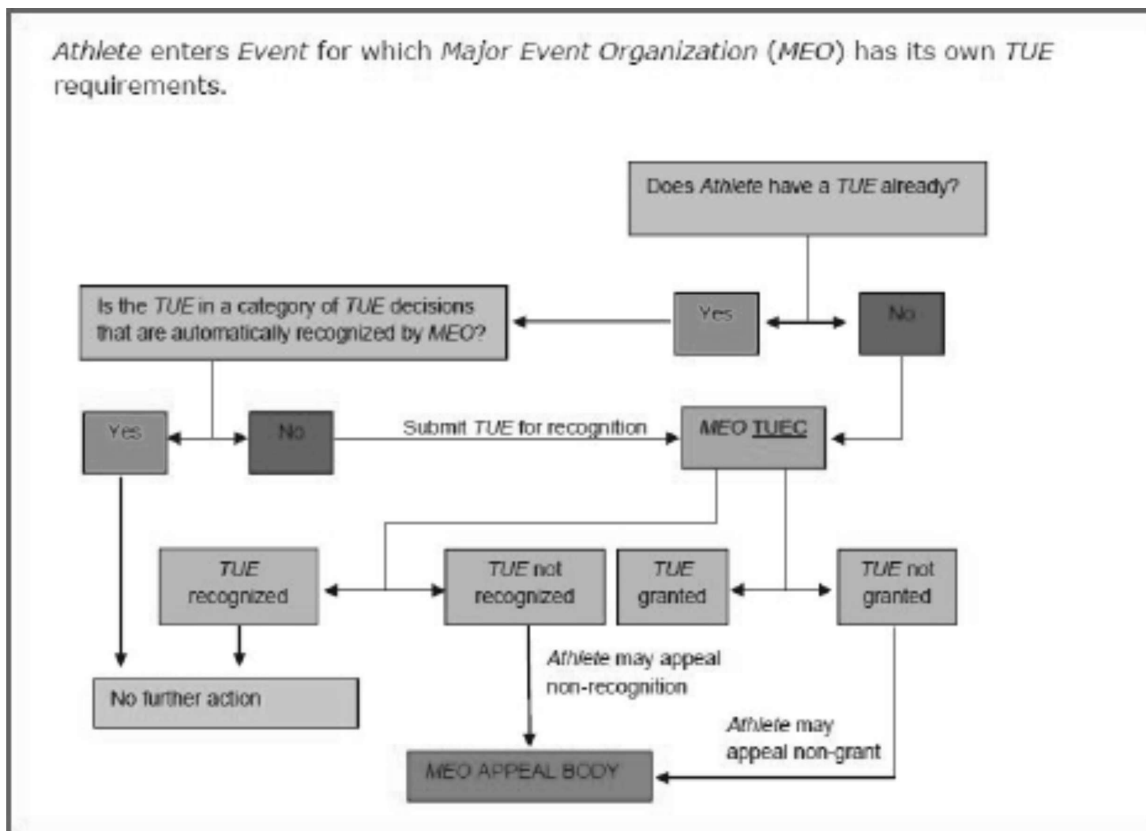 Athlete enters Event for which Major Event Organization (MEO) has its own TUE
requirements.
Does Athlete have a TUE already?
Is the TUE in a category of TUE decisions
that are automatically recognized by MEO?
Yes
No
Yes
No
Submit TUE for recognition
MEO TUEC
TUE
recognized
TUE not
recognized
TUE
granted
TUE not
granted
Athlete may appeal
non-recognition
No further action
Athlete may
appeal non-grant
MEO APPEAL BODY